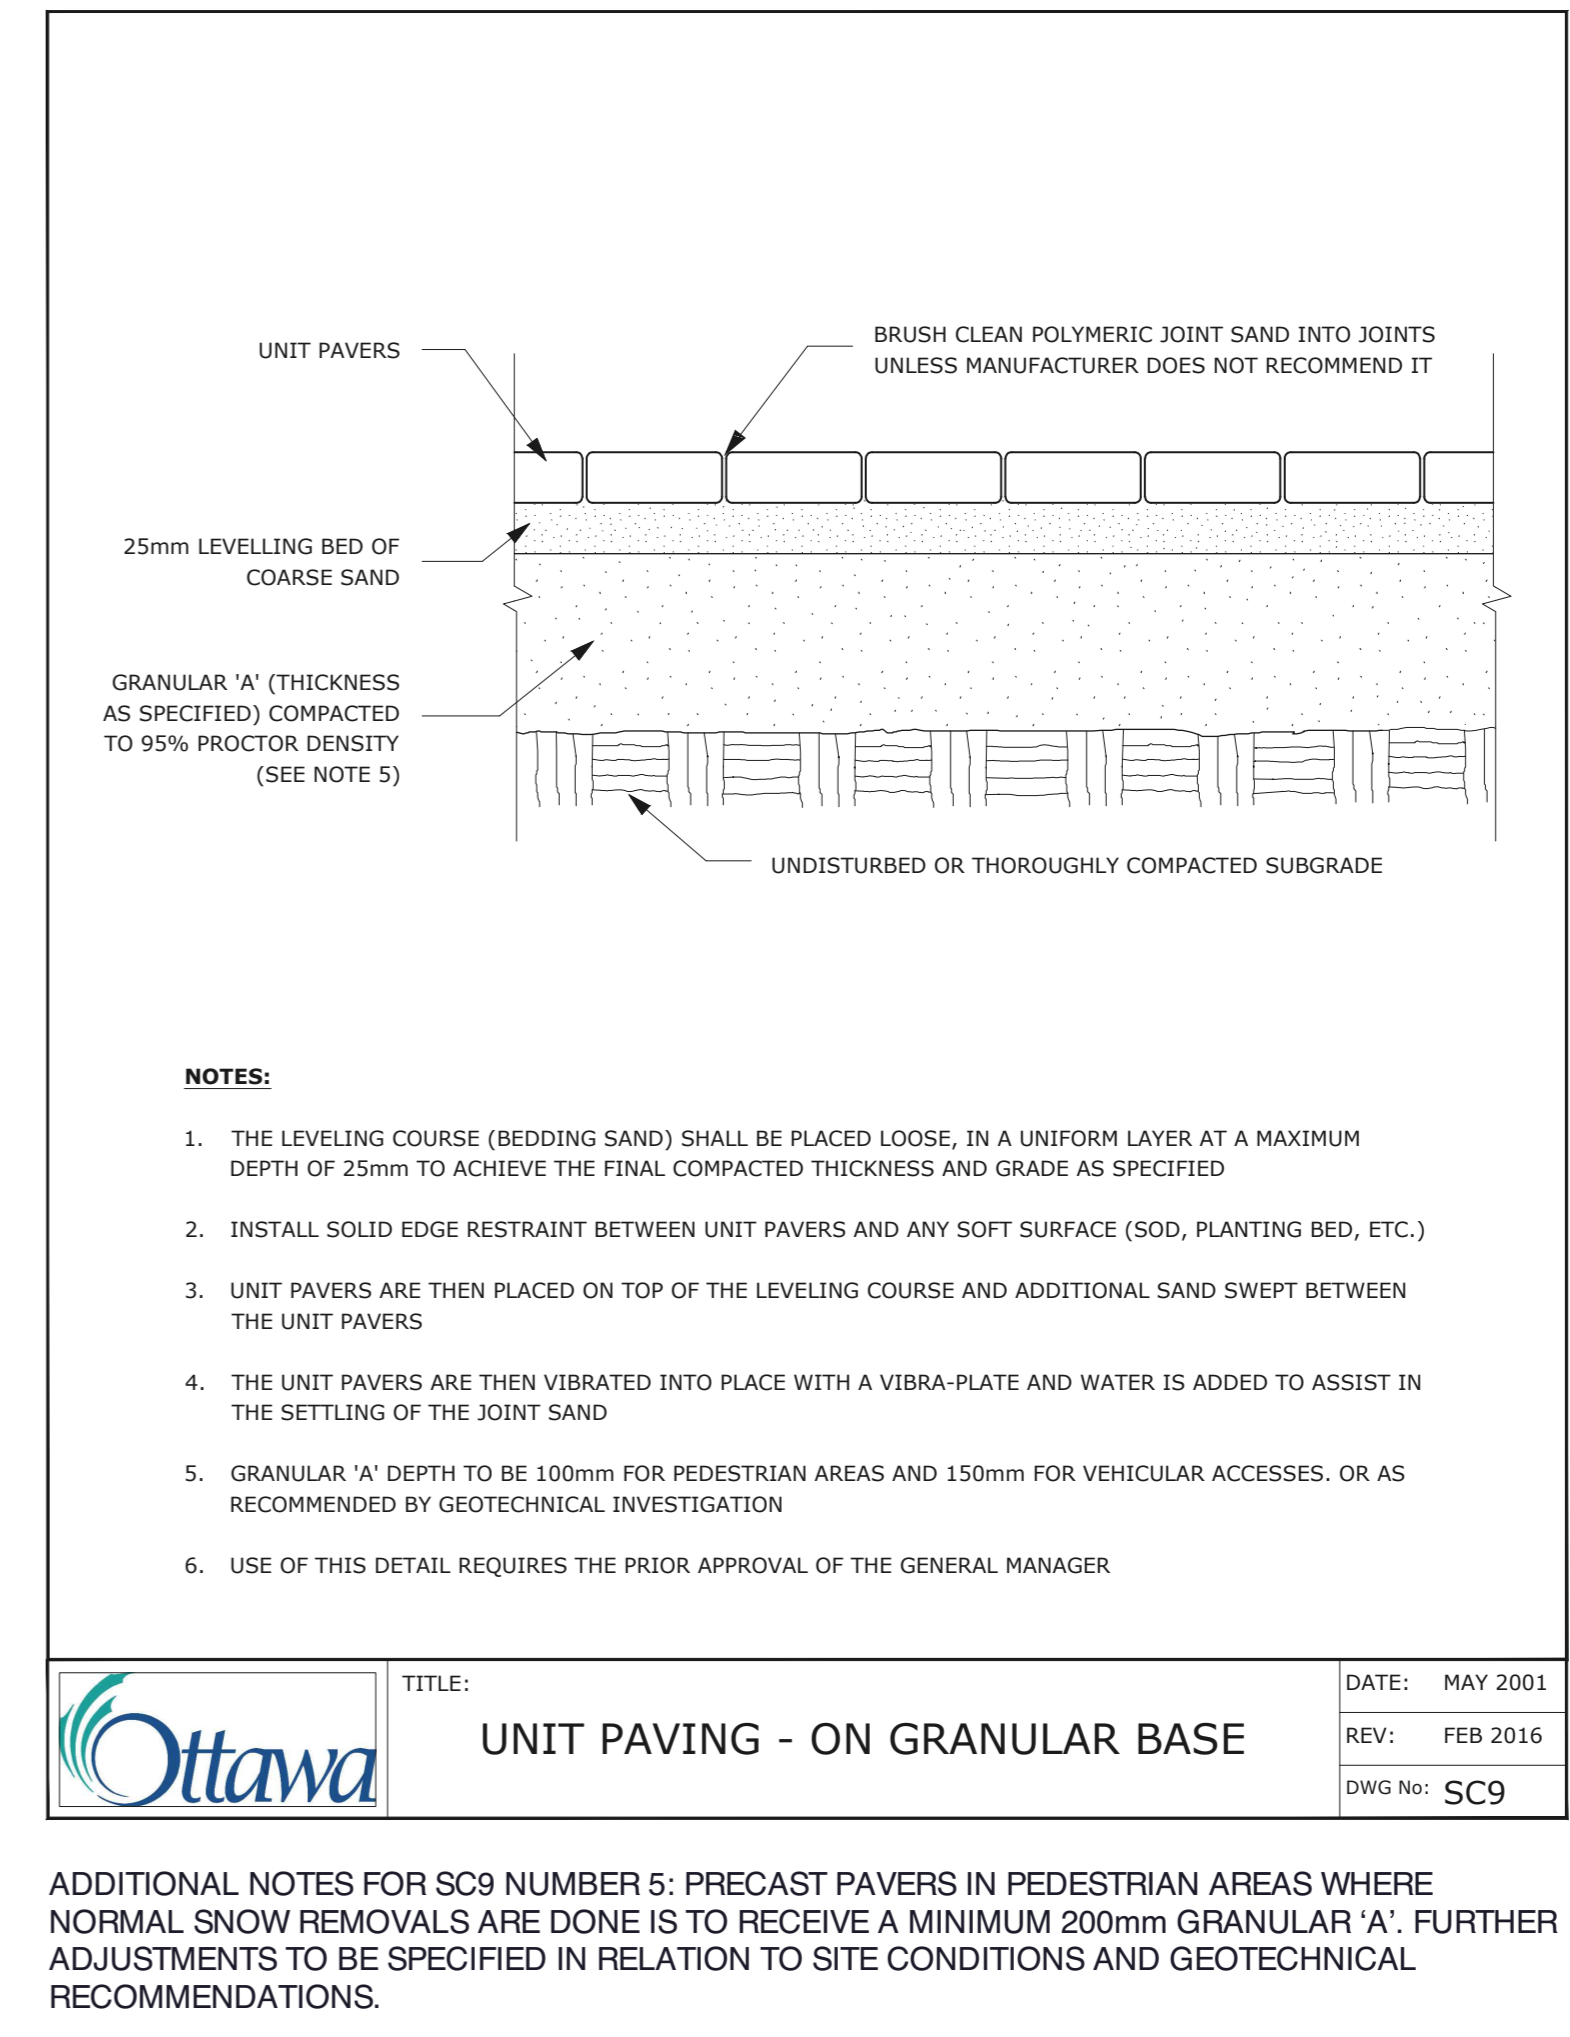 UNIT PAVERS
BRUSH CLEAN POLYMERIC JOINT SAND INTO JOINTS
UNLESS MANUFACTURER DOES NOT RECOMMEND IT
25mm LEVELLING BED OF
COARSE SAND
GRANULAR 'A' (THICKNESS
AS SPECIFIED) COMPACTED
TO 95% PROCTOR DENSITY
(SEE NOTE 5)
UNDISTURBED OR THOROUGHLY COMPACTED SUBGRADE
NOTES:
1. THE LEVELING COURSE (BEDDING SAND) SHALL BE PLACED LOOSE, IN A UNIFORM LAYER AT A MAXIMUM
DEPTH OF 25mm TO ACHIEVE THE FINAL COMPACTED THICKNESS AND GRADE AS SPECIFIED
2. INSTALL SOLID EDGE RESTRAINT BETWEEN UNIT PAVERS AND ANY SOFT SURFACE (SOD, PLANTING BED, ETC.)
3. UNIT PAVERS ARE THEN PLACED ON TOP OF THE LEVELING COURSE AND ADDITIONAL SAND SWEPT BETWEEN
THE UNIT PAVERS
4. THE UNIT PAVERS ARE THEN VIBRATED INTO PLACE WITH A VIBRA-PLATE AND WATER IS ADDED TO ASSIST IN
THE SETTLING OF THE JOINT SAND
5. GRANULAR 'A' DEPTH TO BE 100mm FOR PEDESTRIAN AREAS AND 150mm FOR VEHICULAR ACCESSES. OR AS
RECOMMENDED BY GEOTECHNICAL INVESTIGATION
6. USE OF THIS DETAIL REQUIRES THE PRIOR APPROVAL OF THE GENERAL MANAGER
Ottawa
TITLE:
UNIT PAVING - ON GRANULAR BASE
DATE: MAY 2001
REV: FEB 2016
DWG No: SC9
ADDITIONAL NOTES FOR SC9 NUMBER 5: PRECAST PAVERS IN PEDESTRIAN AREAS WHERE
NORMAL SNOW REMOVALS ARE DONE IS TO RECEIVE A MINIMUM 200mm GRANULAR ‘A’. FURTHER
ADJUSTMENTS TO BE SPECIFIED IN RELATION TO SITE CONDITIONS AND GEOTECHNICAL
RECOMMENDATIONS.